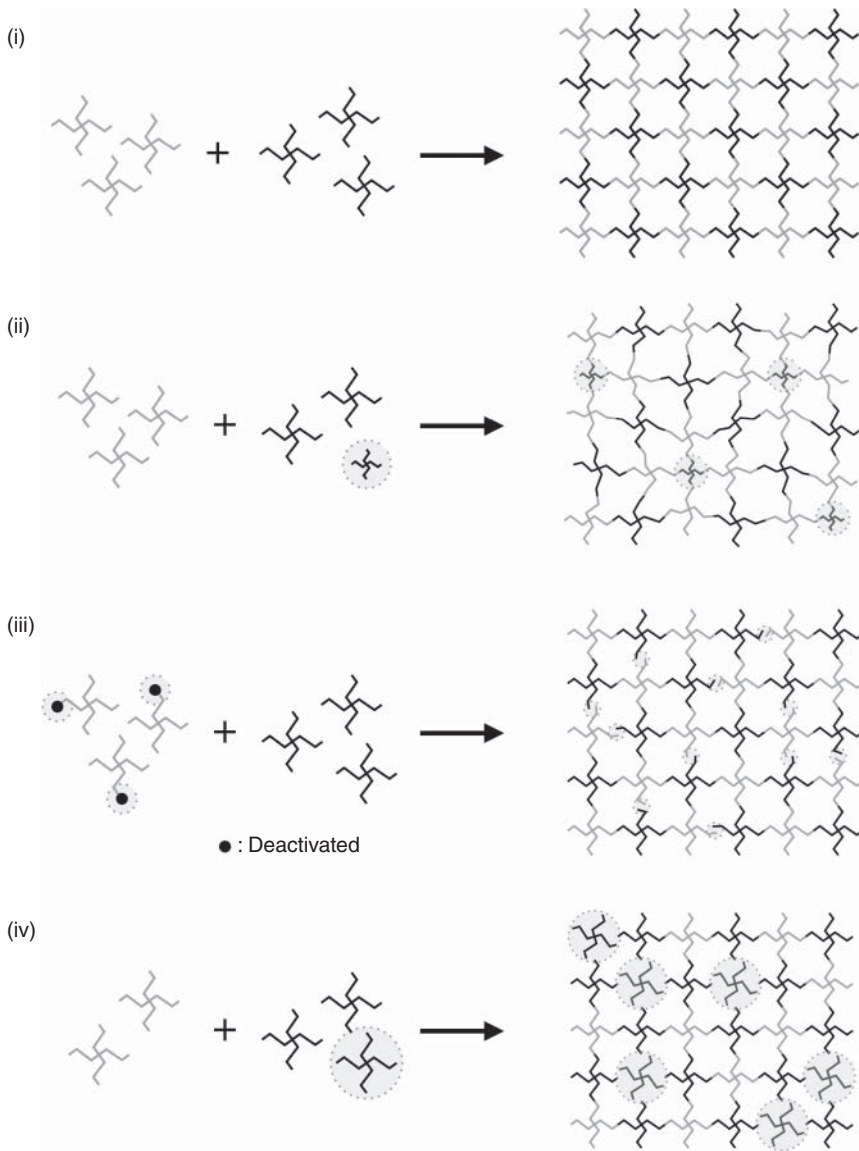 (i)
+
(ii)
+
(iii)
+
● : Deactivated
(iv)
+